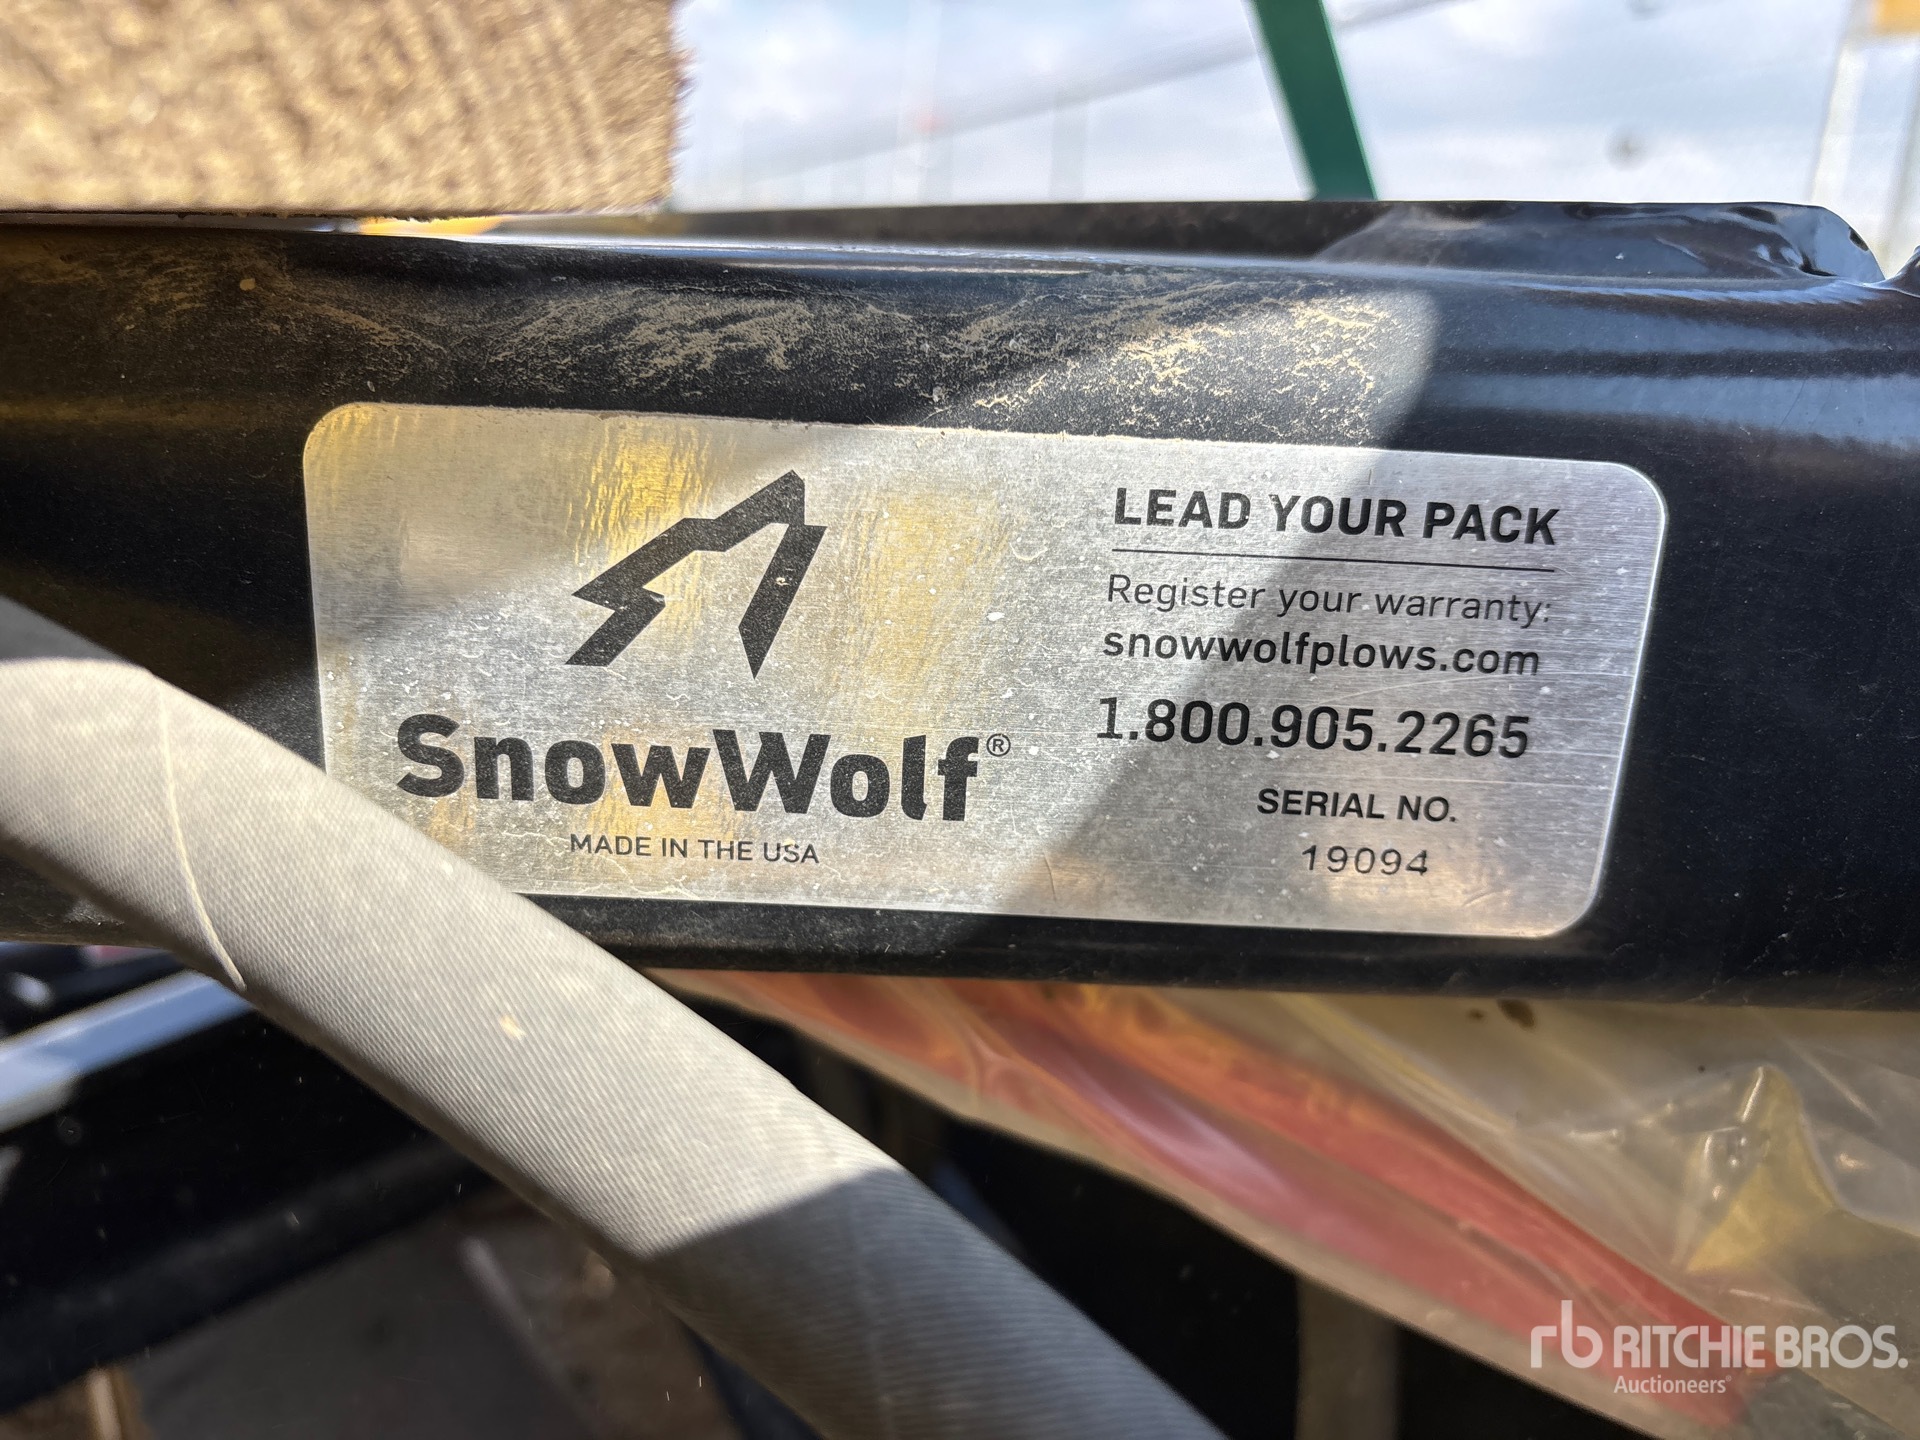 SnowWolf®
MADE IN THE USA
LEAD YOUR PACK
Register your warranty:
snowwolfplows.com
1.800.905.2265
SERIAL NO.
19094
rb RITCHIE BROS.
Auctioneers